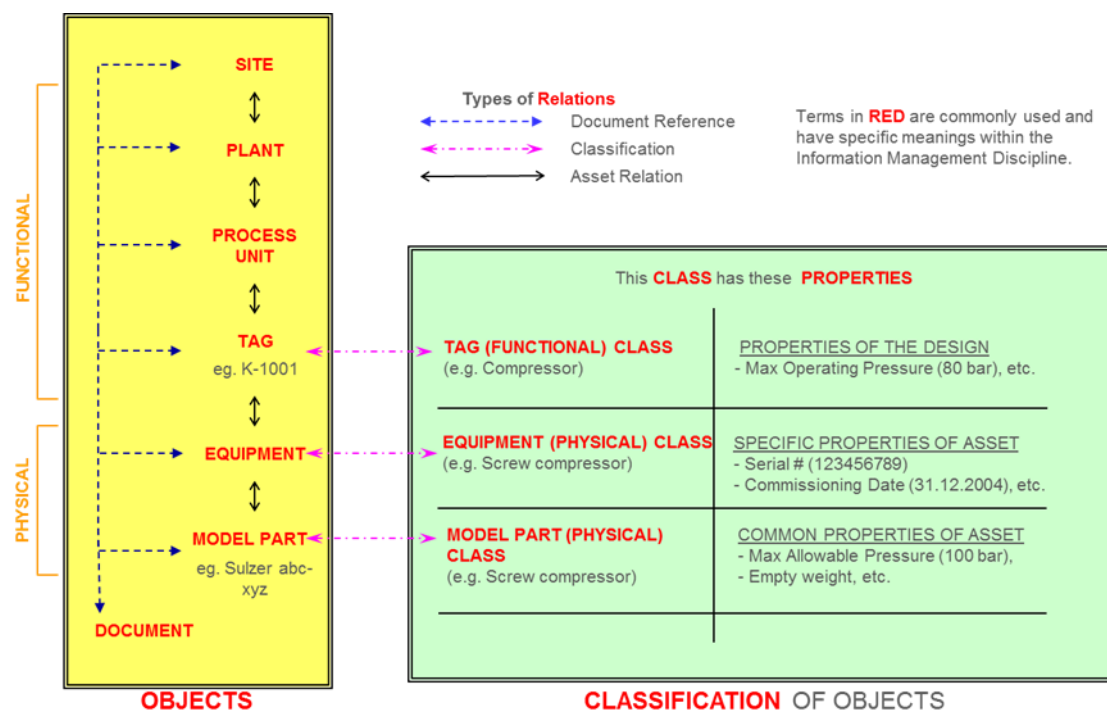 SITE
PLANT
PROCESS
UNIT
TAG
eg. K-1001
EQUIPMENT
MODEL PART
eg. Sulzer abc-
xyz
DOCUMENT
FUNCTIONAL
PHYSICAL
OBJECTS
Types of Relations
Document Reference
Classification
Asset Relation
Terms in RED are commonly used and
have specific meanings within the
Information Management Discipline.
This CLASS has these PROPERTIES
TAG (FUNCTIONAL) CLASS
(e.g. Compressor)
PROPERTIES OF THE DESIGN
- Max Operating Pressure (80 bar), etc.
EQUIPMENT (PHYSICAL) CLASS
(e.g. Screw compressor)
SPECIFIC PROPERTIES OF ASSET
- Serial # (123456789)
- Commissioning Date (31.12.2004), etc.
MODEL PART (PHYSICAL)
CLASS
(e.g. Screw compressor)
COMMON PROPERTIES OF ASSET
- Max Allowable Pressure (100 bar),
- Empty weight, etc.
CLASSIFICATION OF OBJECTS